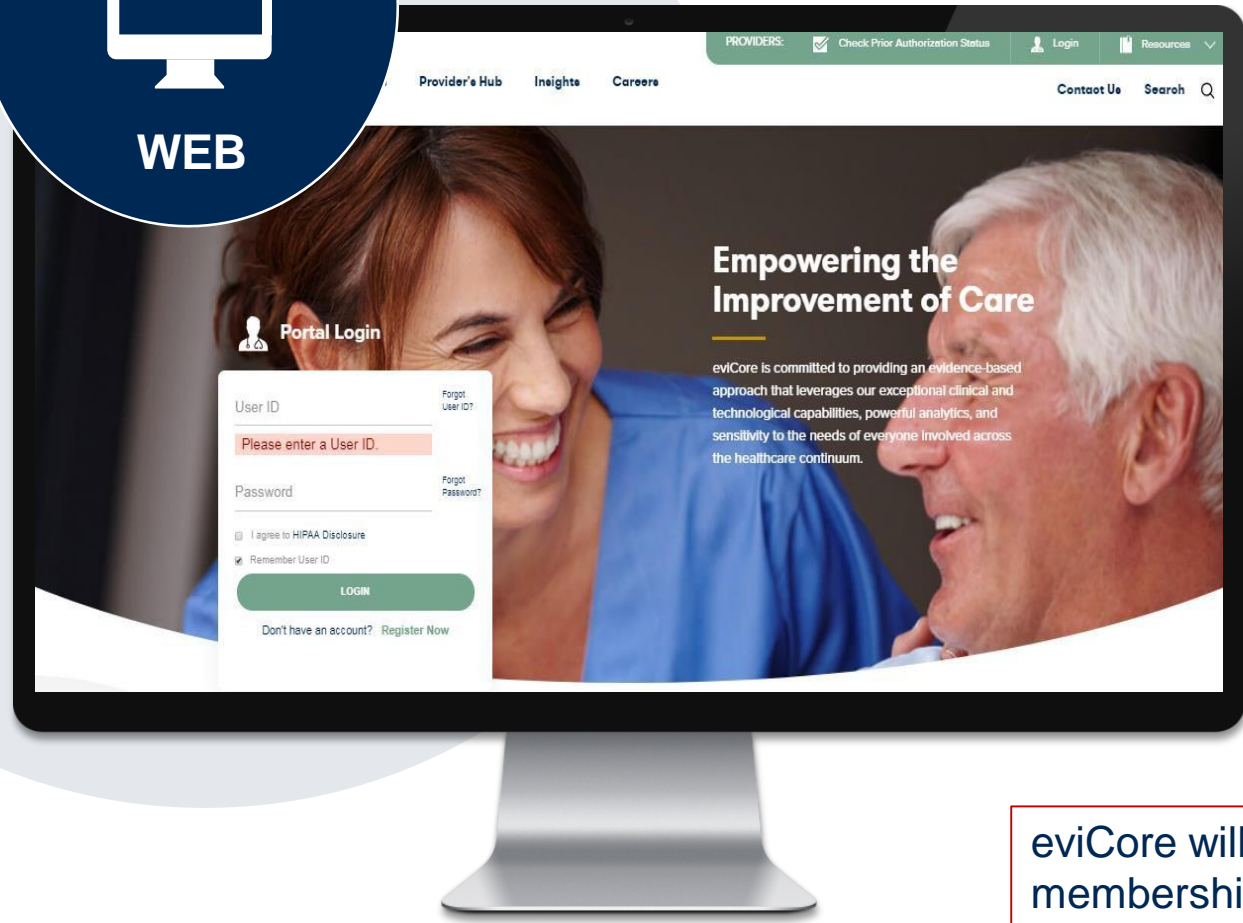 WEB
PROVIDERS:
Check Prior Authorization Status
Login
Resources
Provider's Hub
Insights
Careers
Contact Us
Search
Empowering the
Improvement of Care
eviCore is committed to providing an evidence-based
approach that leverages our exceptional clinical and
technological capabilities, powerful analytics, and
sensitivity to the needs of everyone involved across
the healthcare continuum.
Portal Login
User ID
Forgot
User ID?
Please enter a User ID.
Password
Forgot
Password?
I agree to HIPAA Disclosure
Remember User ID
LOGIN
Don't have an account? Register Now
eviCore will
membershi